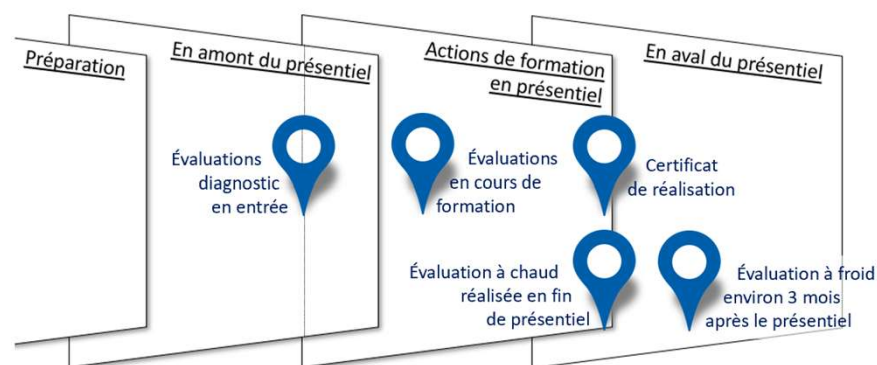 Préparation
En amont du présentiel
Actions de formation
en présentiel
En aval du présentiel
Évaluations
diagnostic
en entrée
Évaluations
en cours de
formation
Certificat
de réalisation
Évaluation à chaud
réalisée en fin
de présentiel
Évaluation à froid
environ 3 mois
après le présentiel